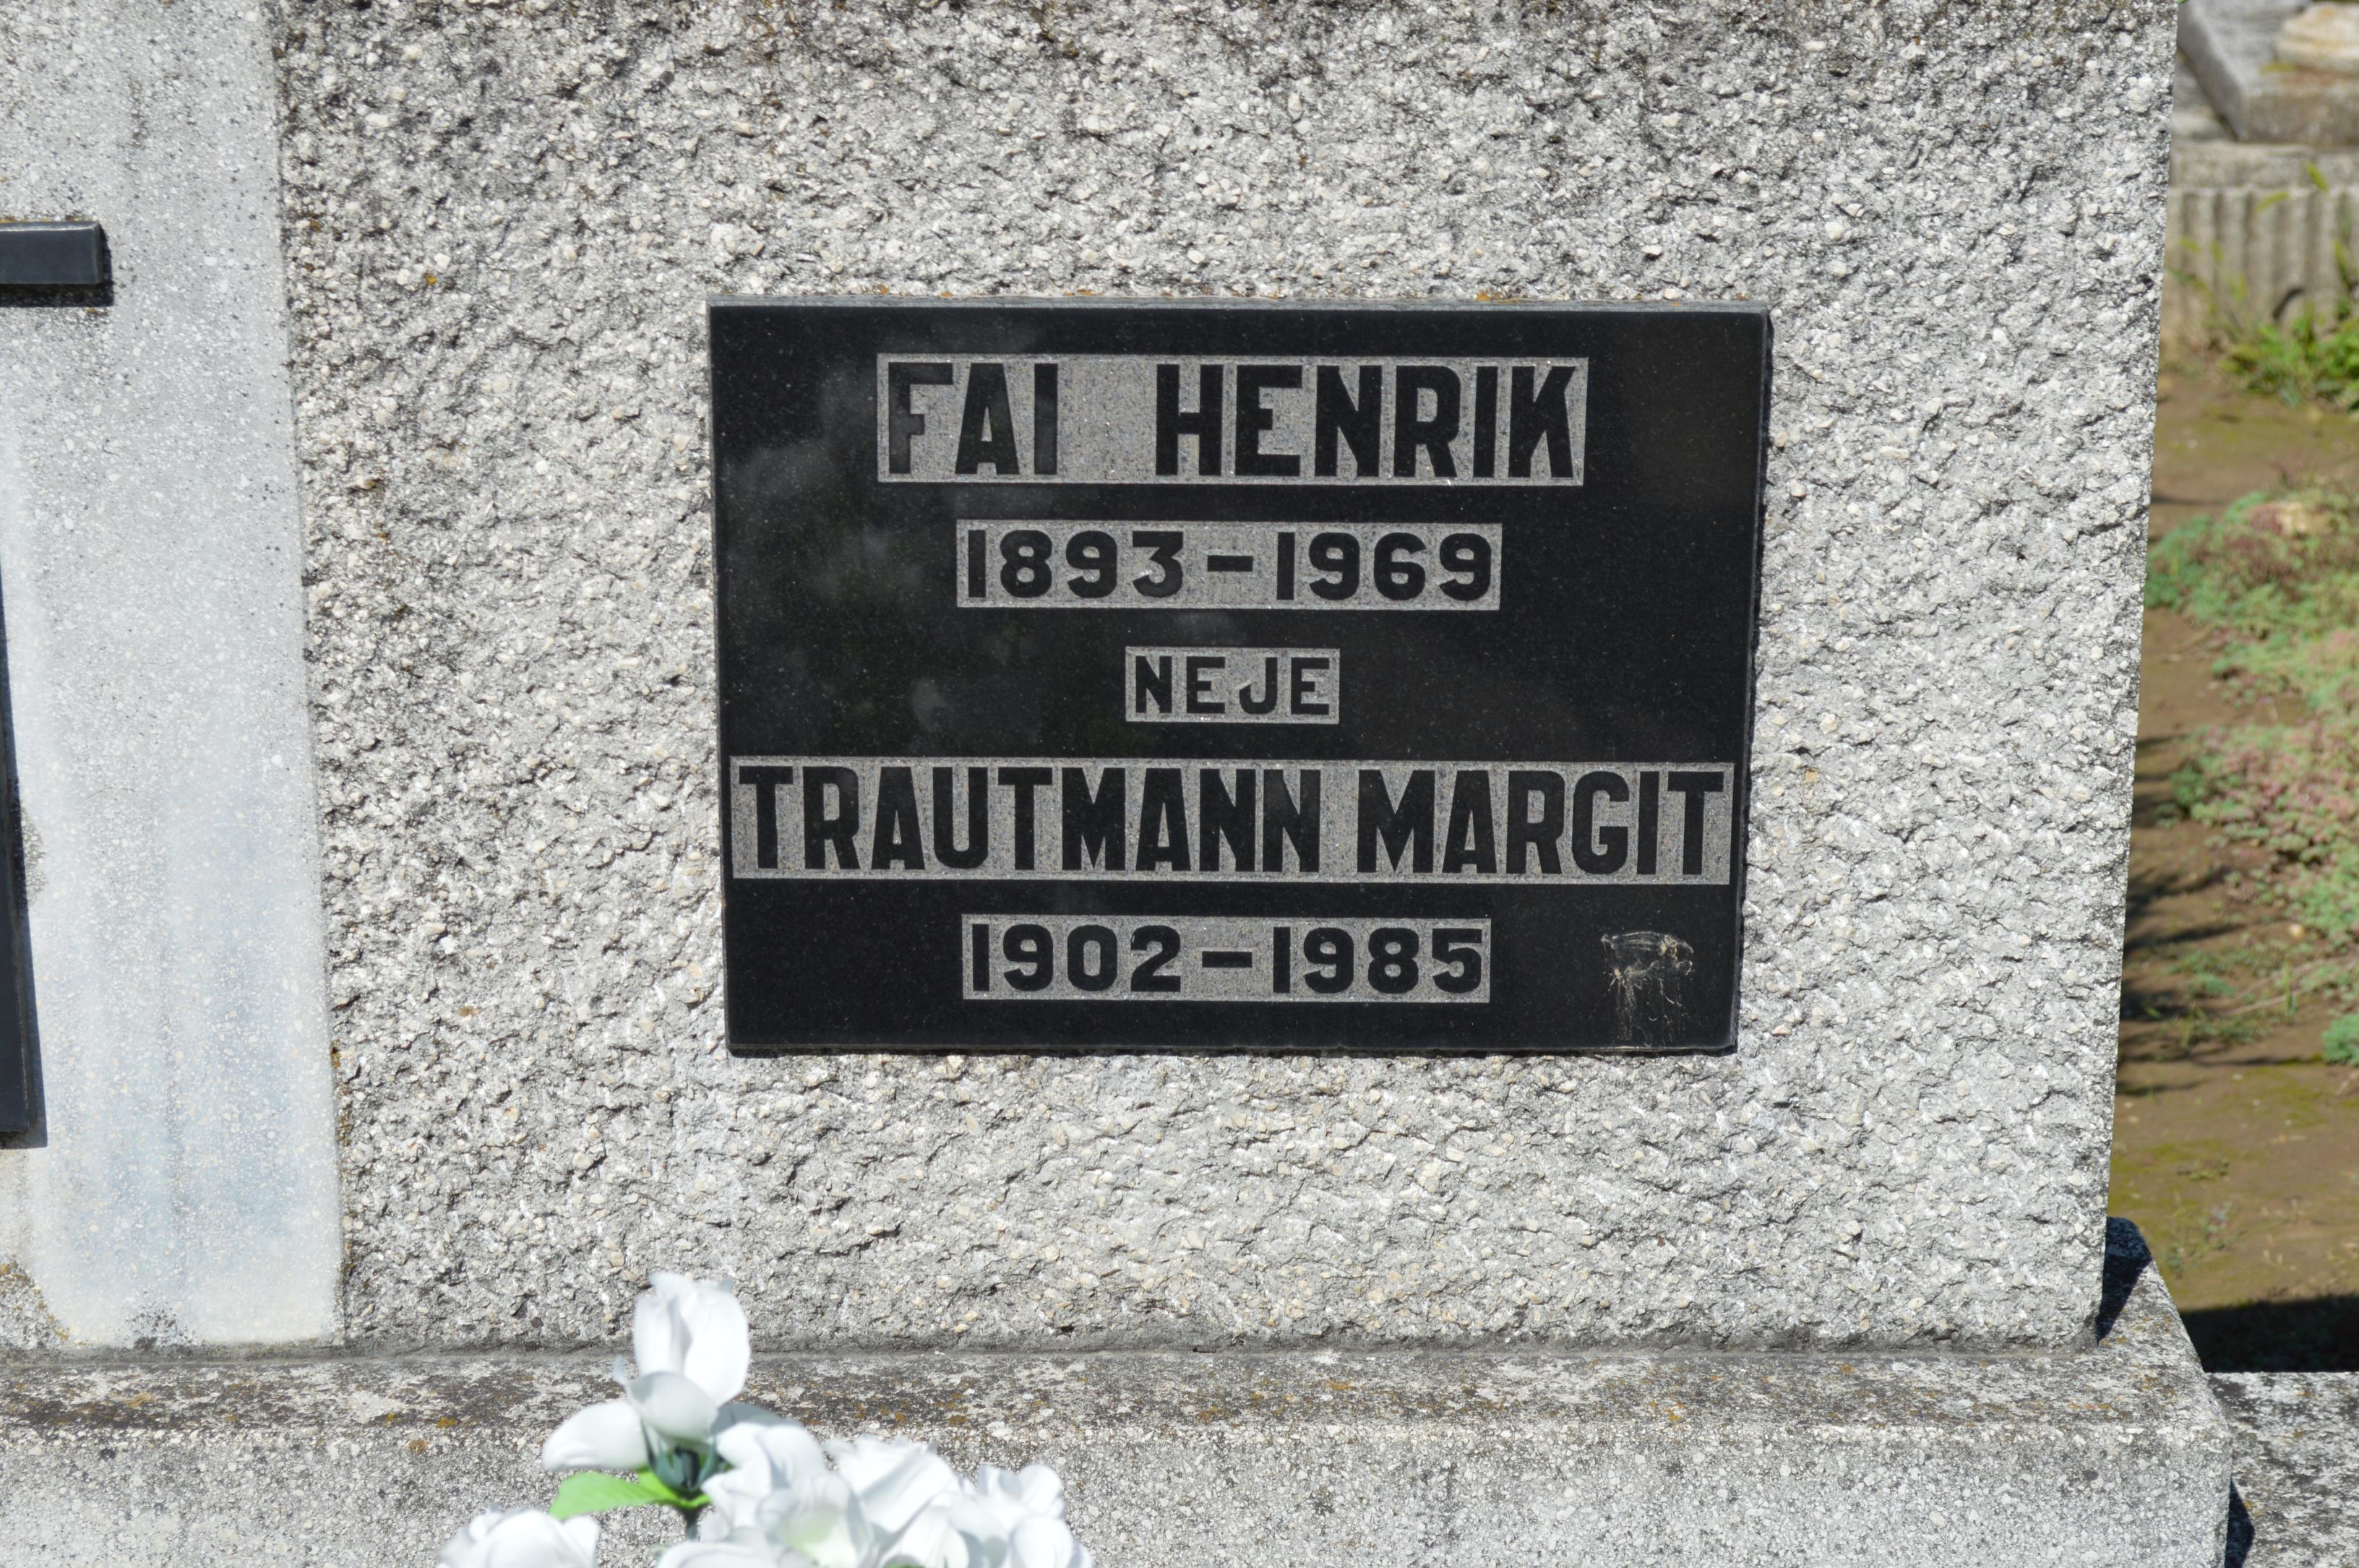 FAI HENRIK
1893-1969
NEJE
TRAUTMANN MARGIT
1902-1985